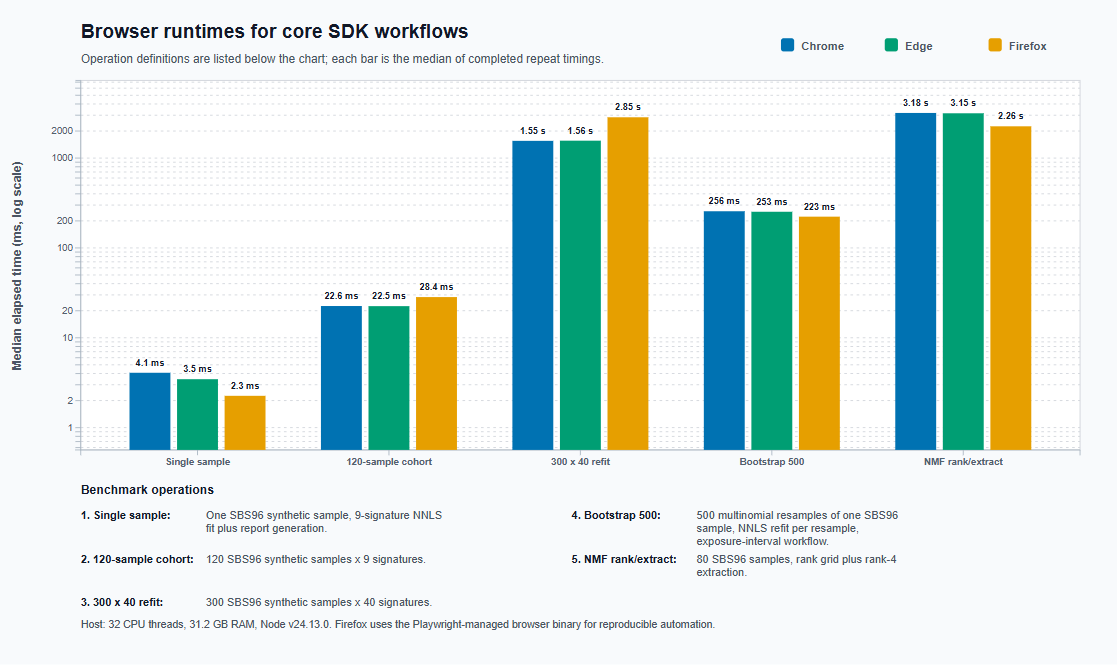 Browser runtimes for core SDK workflows
Operation definitions are listed below the chart; each bar is the median of completed repeat timings.
Chrome
Edge
Firefox
Median elapsed time (ms, log scale)
2000
1000
200
100
20
10
2
1
4.1 ms
3.5 ms
2.3 ms
22.6 ms
22.5 ms
28.4 ms
1.55 s
1.56 s
2.85 s
256 ms
253 ms
223 ms
3.18 s
3.15 s
2.26 s
Single sample
120-sample cohort
300 x 40 refit
Bootstrap 500
NMF rank/extract
Benchmark operations
1. Single sample:
One SBS96 synthetic sample, 9-signature NNLS
fit plus report generation.
2. 120-sample cohort:
120 SBS96 synthetic samples x 9 signatures.
3. 300 x 40 refit:
300 SBS96 synthetic samples x 40 signatures.
4. Bootstrap 500:
500 multinomial resamples of one SBS96
sample, NNLS refit per resample,
exposure-interval workflow.
5. NMF rank/extract:
80 SBS96 samples, rank grid plus rank-4
extraction.
Host: 32 CPU threads, 31.2 GB RAM, Node v24.13.0. Firefox uses the Playwright-managed browser binary for reproducible automation.